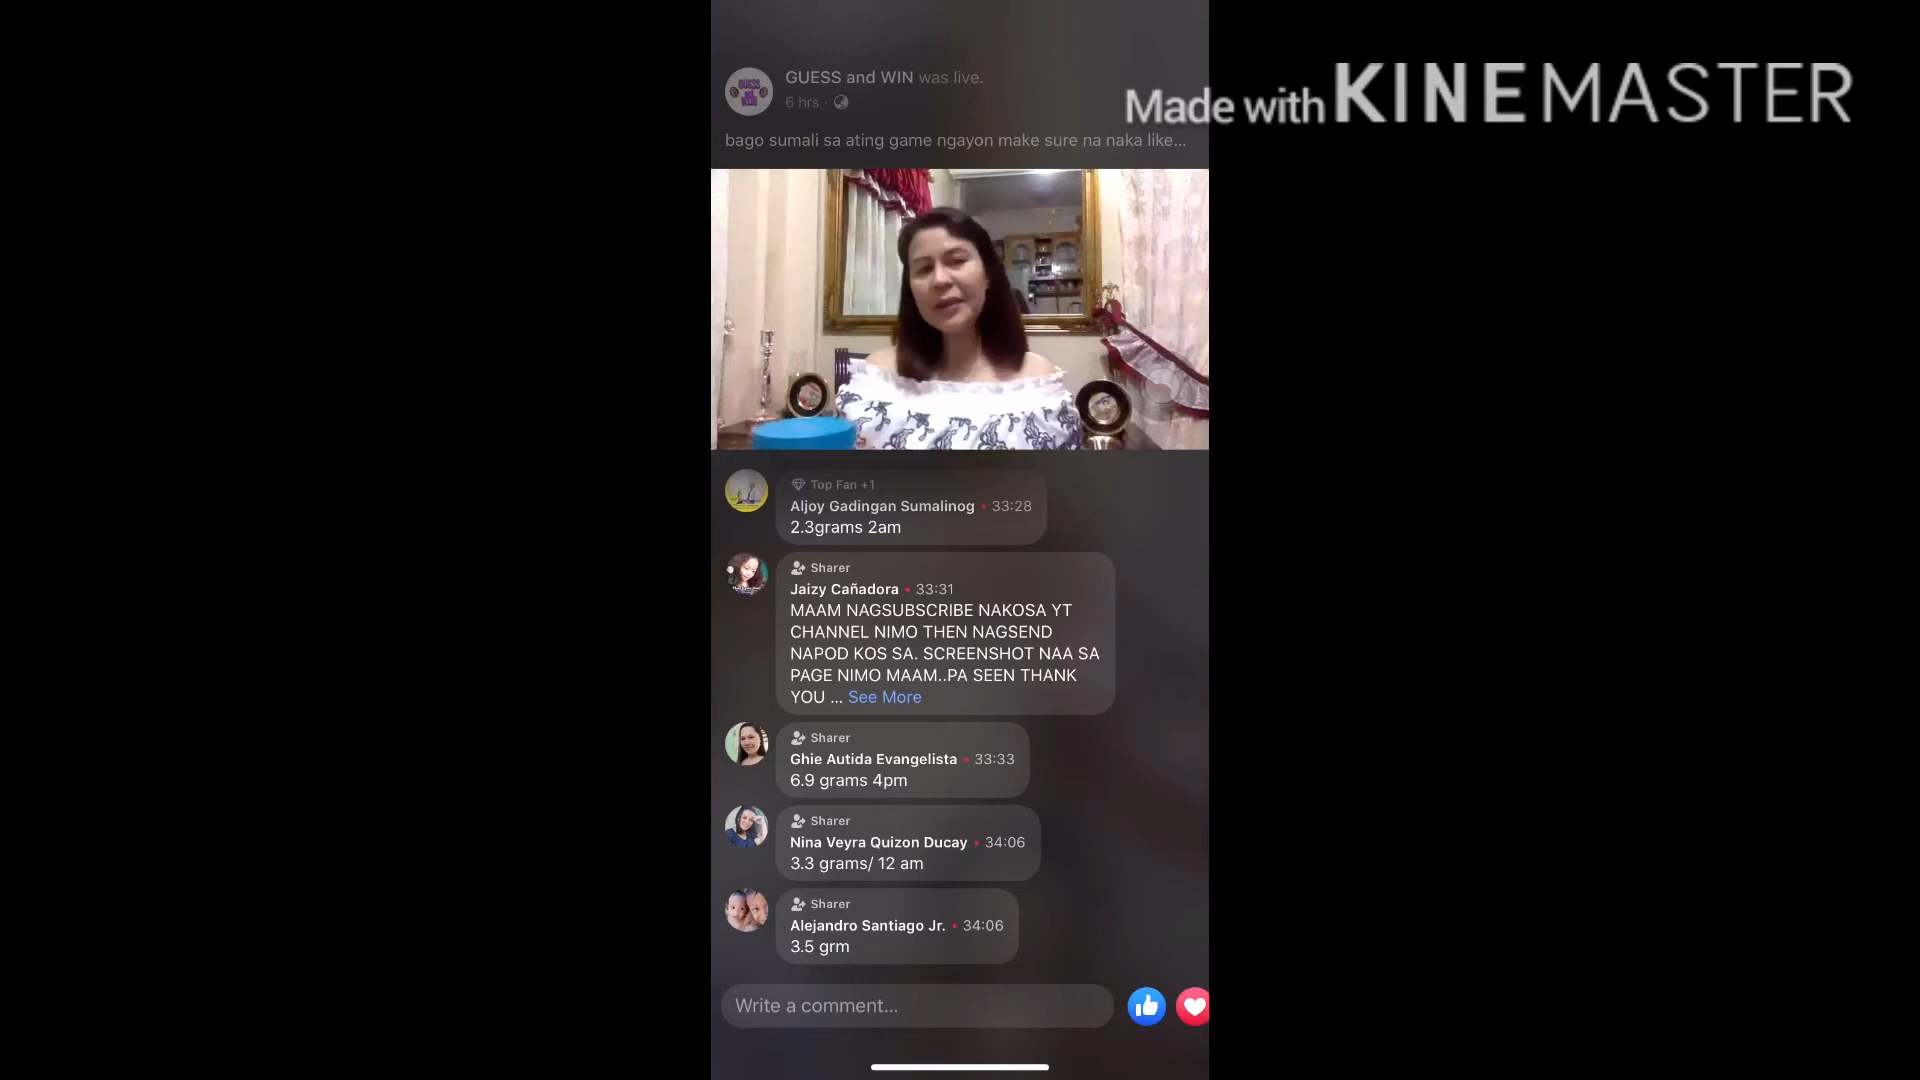 GUESS and WIN was live.
6 hrs ·
Made with KINEMASTER
bago sumali sa ating game ngayon make sure na naka like...
GUESS
WIN
Top Fan +1
Aljoy Gadingan Sumalinog • 33:28
2.3grams 2am
Sharer
Jaizy Cañadora • 33:31
MAAM NAGSUBSCRIBE NAKOSA YT
CHANNEL NIMO THEN NAGSEND
NAPOD KOS SA. SCREENSHOT NAA SA
PAGE NIMO MAAM..PA SEEN THANK
YOU ... See More
Sharer
Ghie Autida Evangelista • 33:33
6.9 grams 4pm
Sharer
Nina Veyra Quizon Ducay • 34:06
3.3 grams/ 12 am
Sharer
Alejandro Santiago Jr. • 34:06
3.5 grm
Write a comment...